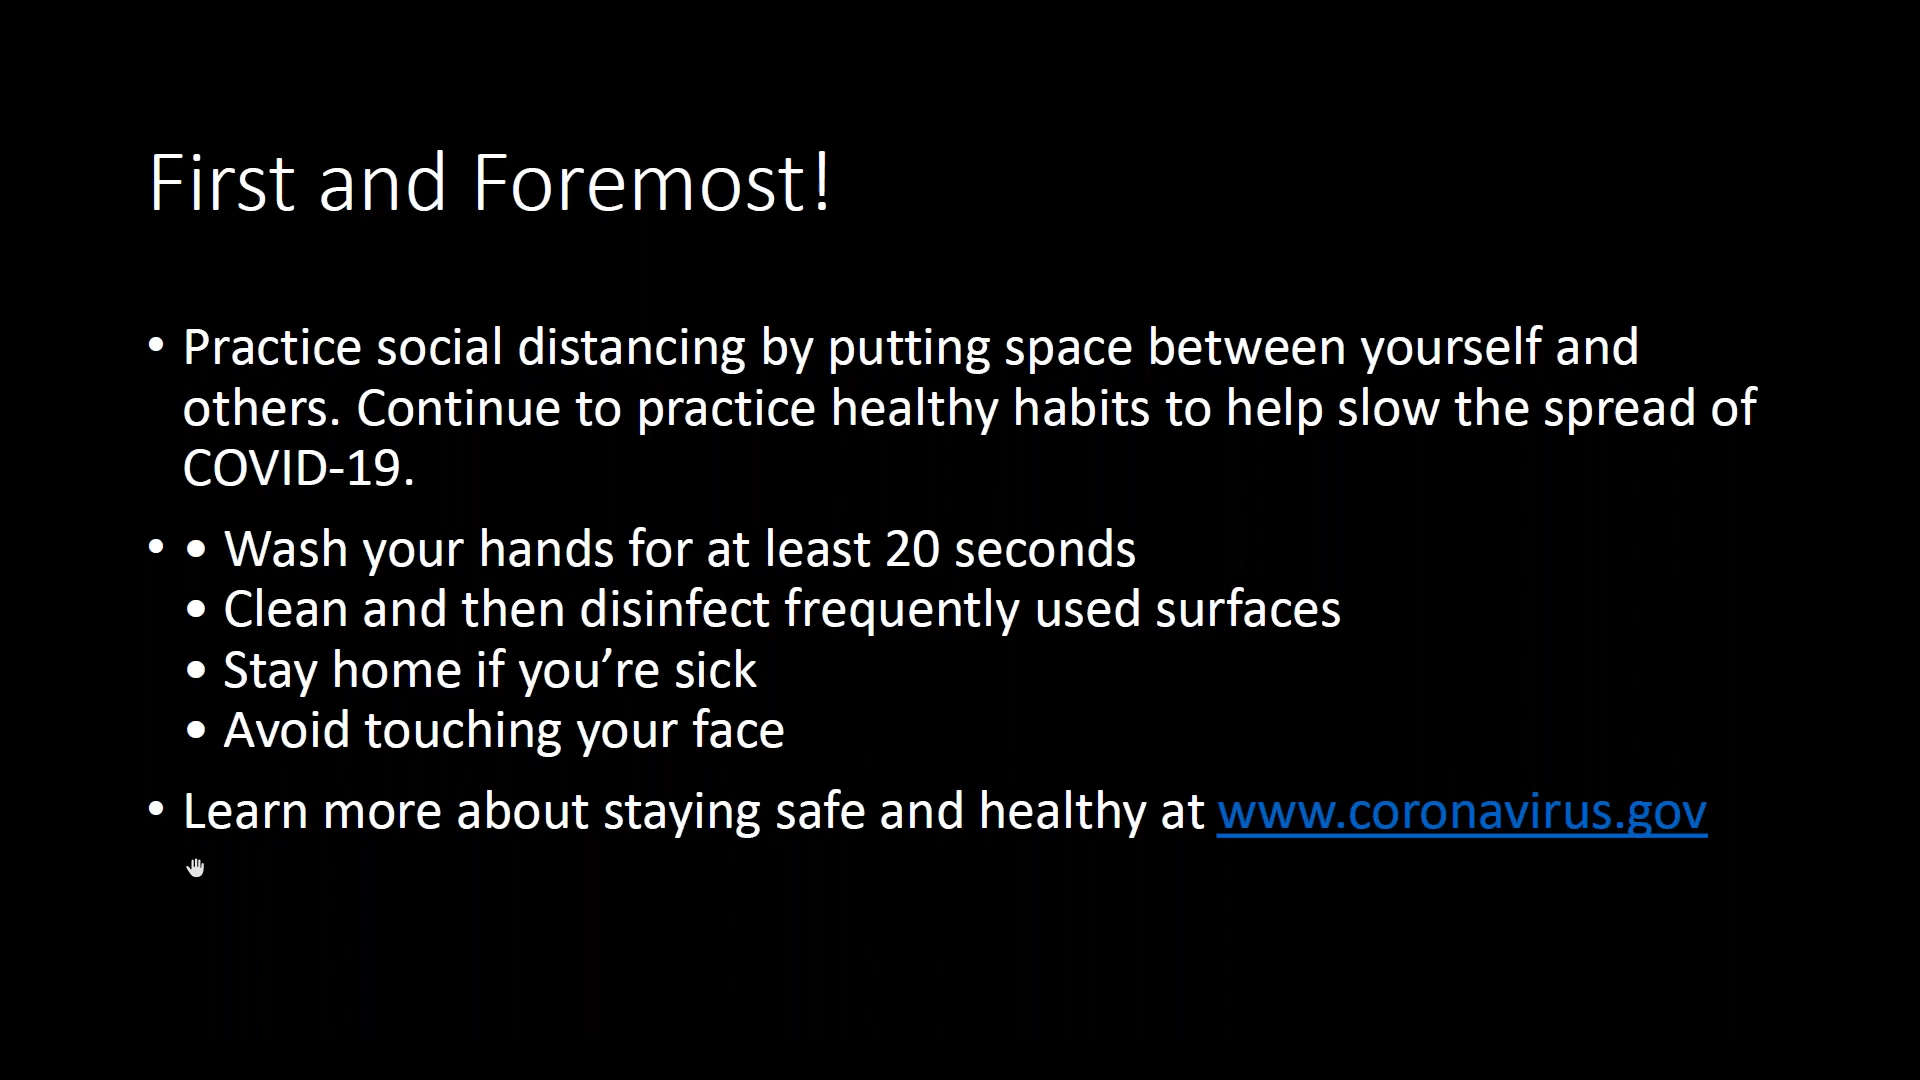 First and Foremost!
• Practice social distancing by putting space between yourself and
others. Continue to practice healthy habits to help slow the spread of
COVID-19.
• • Wash your hands for at least 20 seconds
• Clean and then disinfect frequently used surfaces
• Stay home if you’re sick
• Avoid touching your face
• Learn more about staying safe and healthy at www.coronavirus.gov